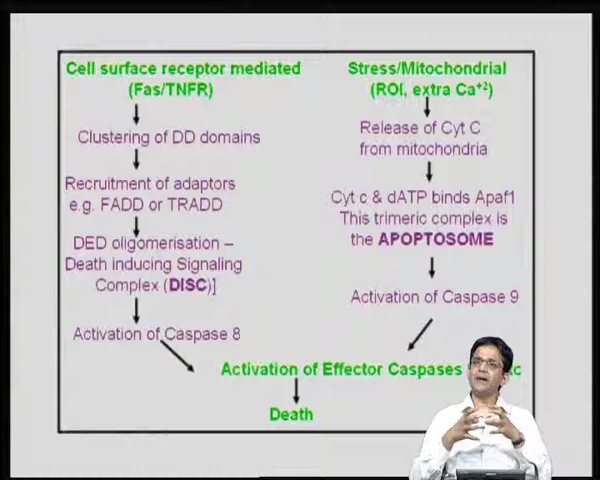 Cell surface receptor mediated
(Fas/TNFR)
Clustering of DD domains
Recruitment of adaptors
e.g. FADD or TRADD
DED oligomerisation –
Death inducing Signaling
Complex (DISC)]
Activation of Caspase 8
Stress/Mitochondrial
(ROI, extra Ca+2)
Release of Cyt C
from mitochondria
Cyt c & dATP binds Apaf1
This trimeric complex is
the APOPTOSOME
Activation of Caspase 9
Activation of Effector Caspases
Death